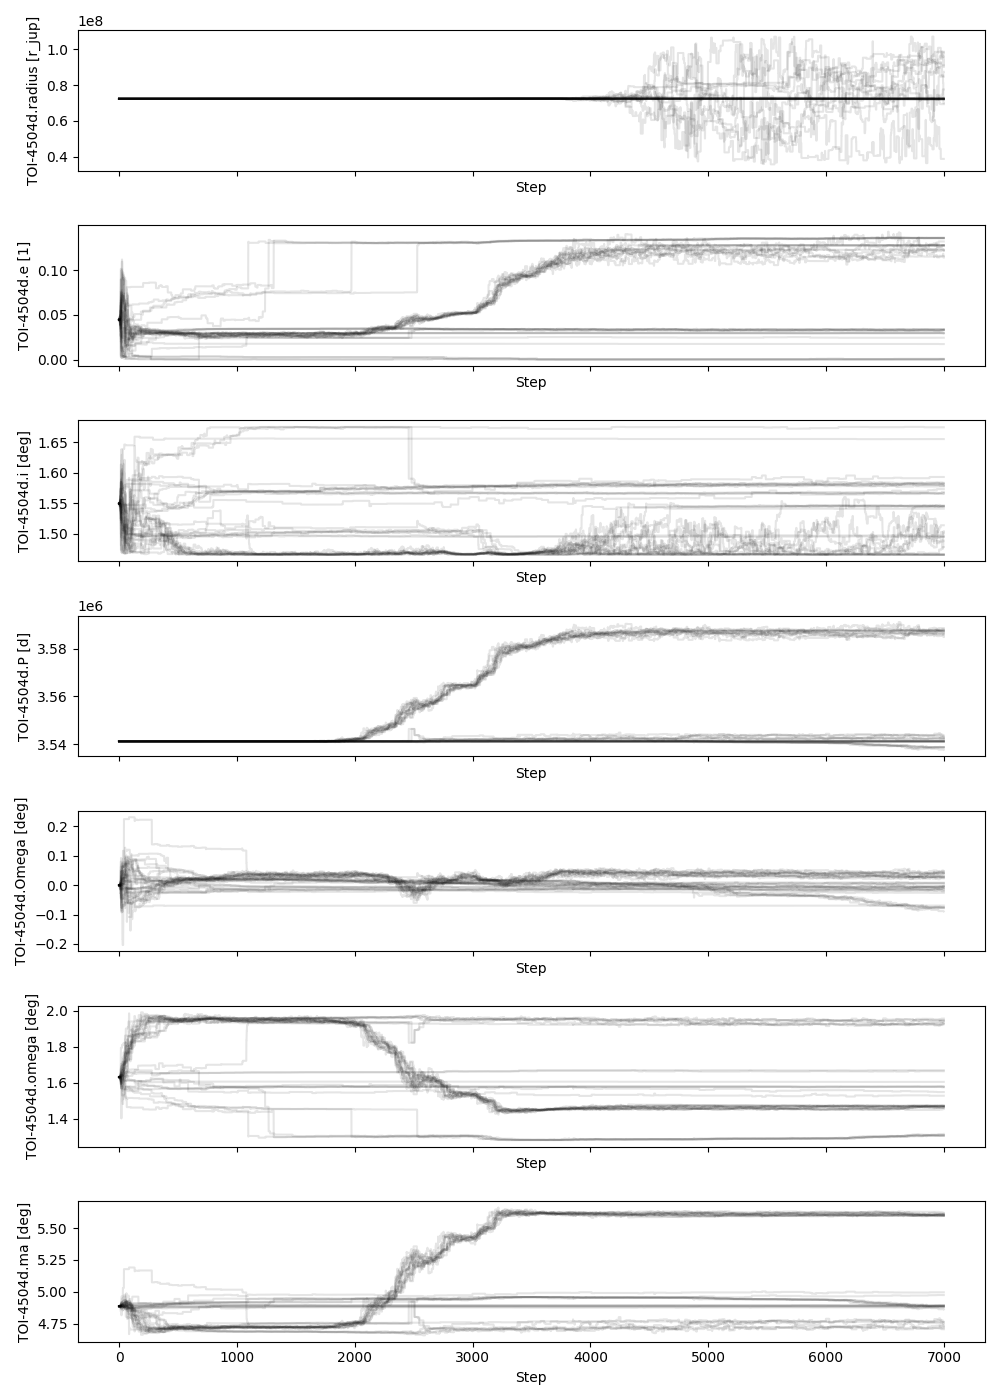 1e8
TOI-4504d.radius [r_jup]
1.0
0.8
0.6
0.4
Step
TOI-4504d.e [1]
0.10
0.05
0.00
Step
TOI-4504d.i [deg]
1.65
1.60
1.55
1.50
Step
1e6
TOI-4504d.P [d]
3.58
3.56
3.54
Step
TOI-4504d.Omega [deg]
0.2
0.1
0.0
−0.1
−0.2
Step
TOI-4504d.omega [deg]
2.0
1.8
1.6
1.4
Step
TOI-4504d.ma [deg]
5.50
5.25
5.00
4.75
0 1000 2000 3000 4000 5000 6000 7000
Step